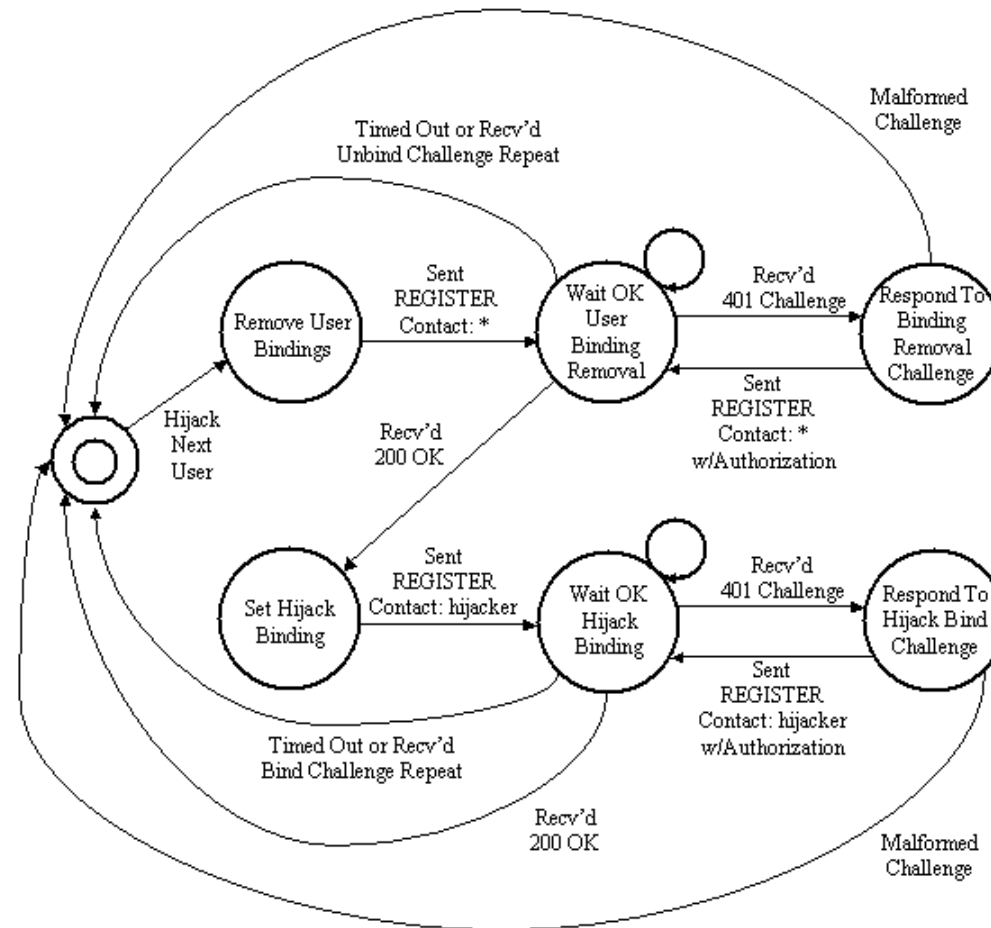 Malformed
Challenge
Timed Out or Recv'd
Unbind Challenge Repeat
Remove User
Bindings
Sent
REGISTER
Contact: *
Wait OK
User
Binding
Removal
Recv'd
401 Challenge
Respond To
Binding
Removal
Challenge
Sent
REGISTER
Contact: *
w/Authorization
Hijack
Next
User
Recv'd
200 OK
Set Hijack
Binding
Sent
REGISTER
Contact: hijacker
Wait OK
Hijack
Binding
Recv'd
401 Challenge
Respond To
Hijack Bind
Challenge
Sent
REGISTER
Contact: hijacker
w/Authorization
Timed Out or Recv'd
Bind Challenge Repeat
Recv'd
200 OK
Malformed
Challenge